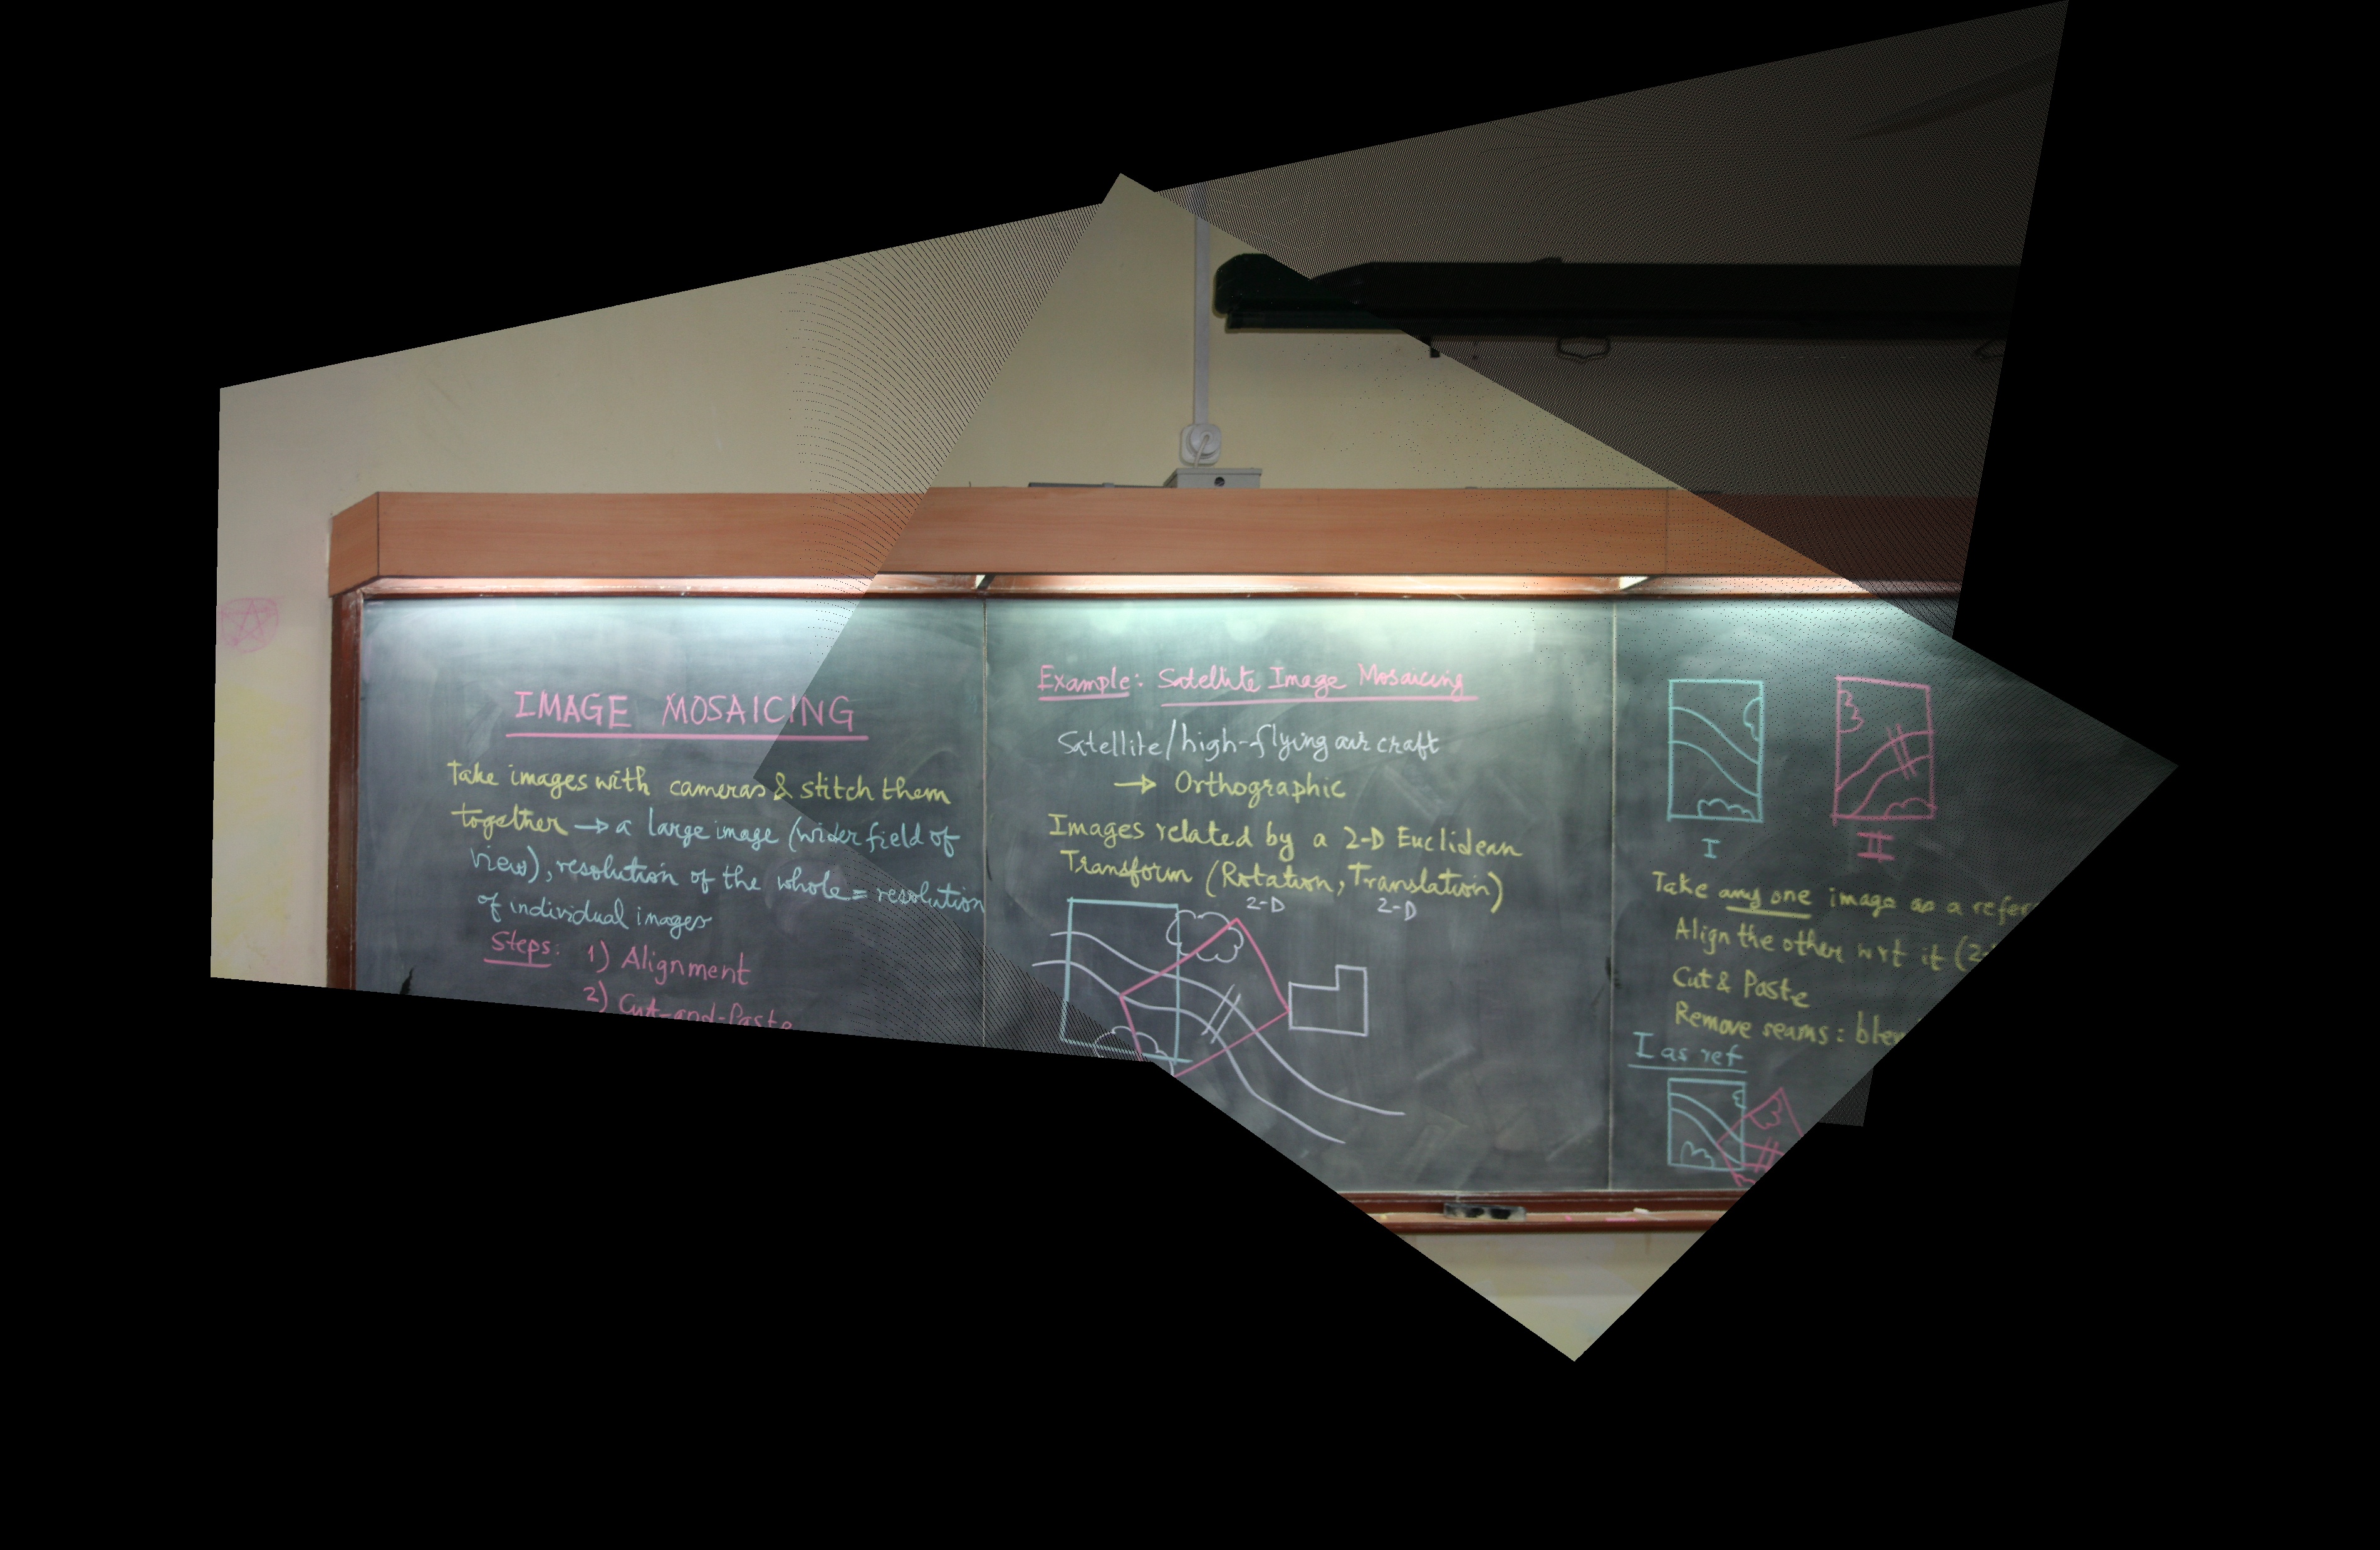 IMAGE MOSAICING
Take images with cameras & stitch them
together → a large image (wider field of
view), resolution of the whole = resolution
of individual images
Steps: 1) Alignment
2) Cut-and-Paste
Example: Satellite Image Mosaicing
Satellite/high-flying air craft
→ Orthographic
Images related by a 2-D Euclidean
Transform (Rotation, Translation)
2-D 2-D
I II
Take any one image as a refer
Align the other wrt it (2-
Cut & Paste
Remove seams: blen
I as ref